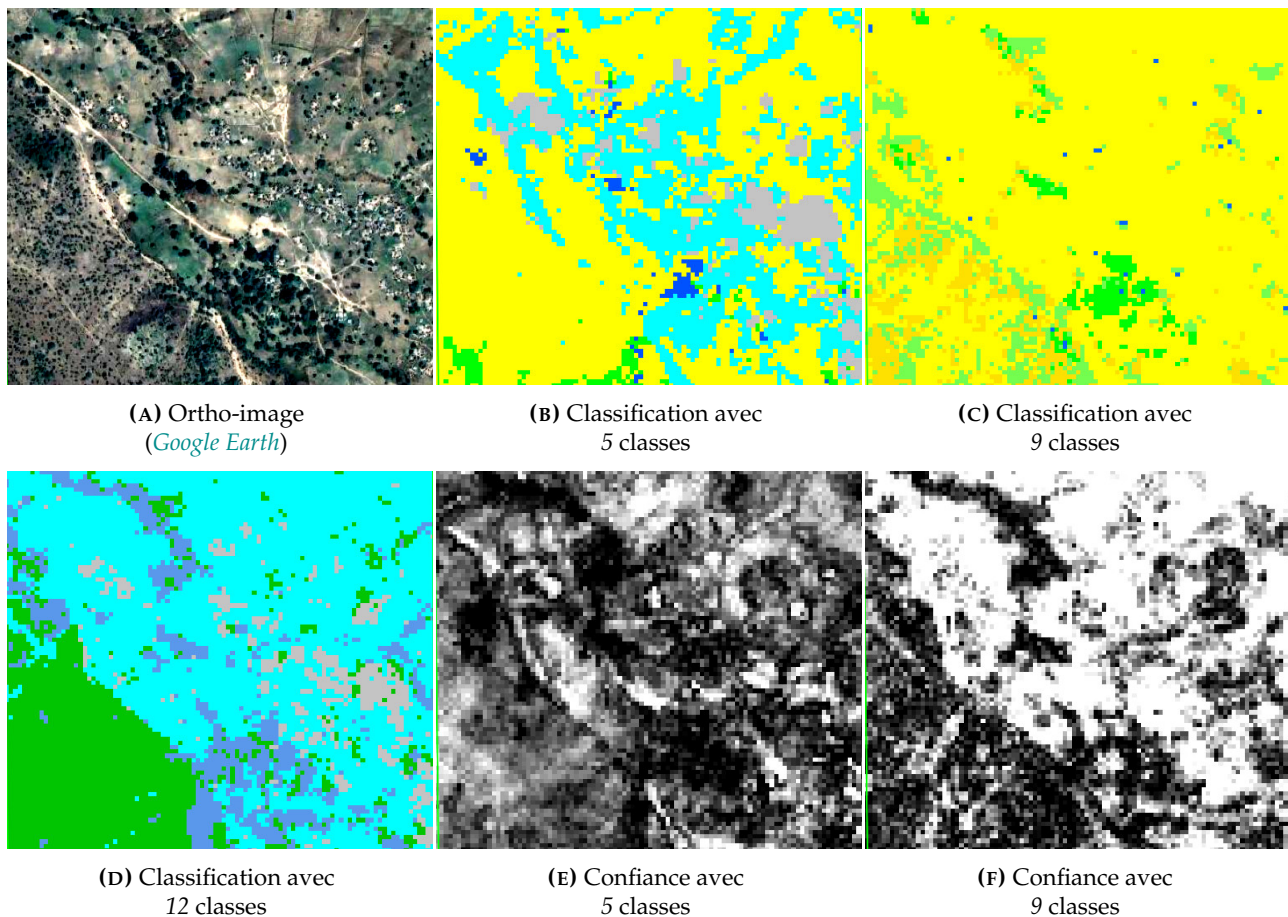 (A) Ortho-image
(Google Earth)
(B) Classification avec
5 classes
(C) Classification avec
9 classes
(D) Classification avec
12 classes
(E) Confiance avec
5 classes
(F) Confiance avec
9 classes